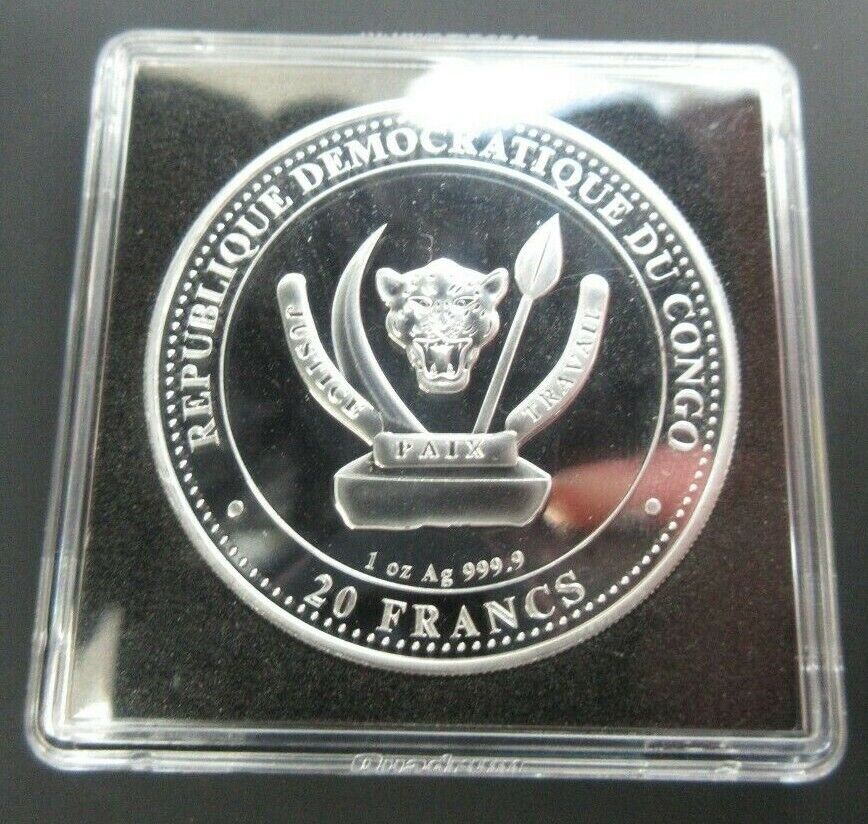 REPUBLIQUE DEMOCRATIQUE DU CONGO
JUSTICE
PAIX
TRAVAIL
1 oz Ag 999.9
20 FRANCS